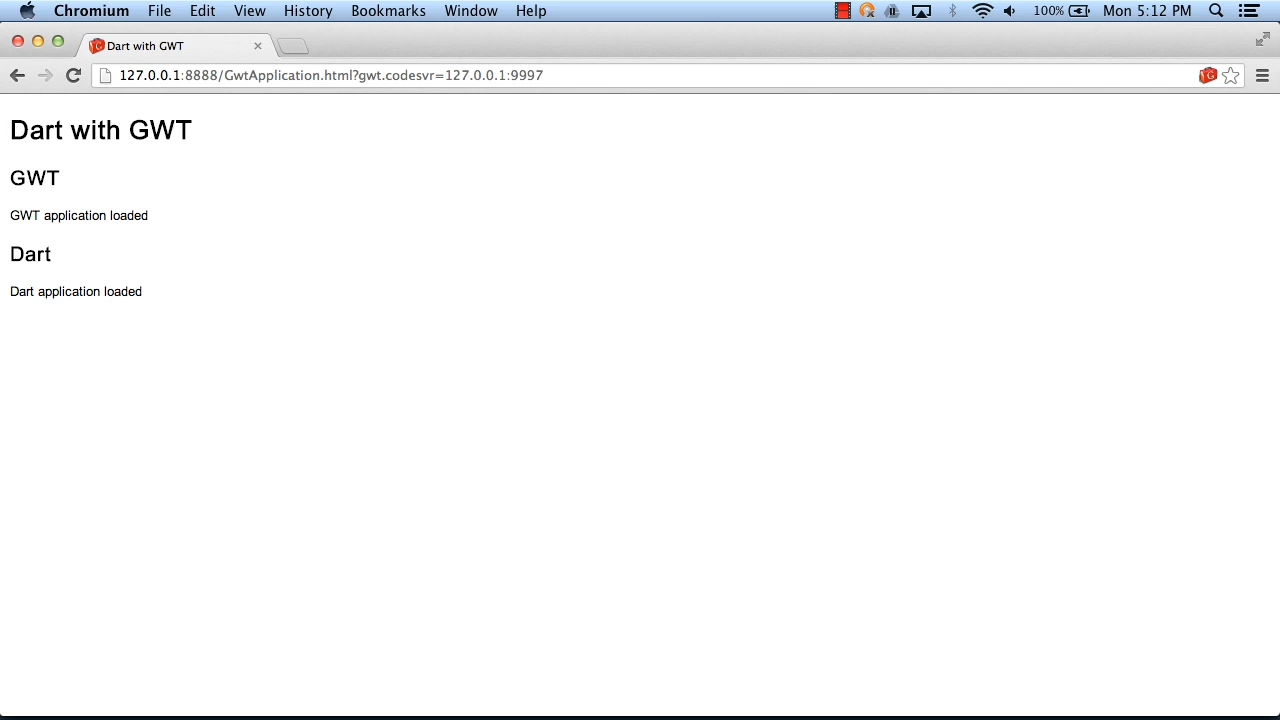 Chromium File Edit View History Bookmarks Window Help 100% Mon 5:12 PM
Dart with GWT
127.0.0.1:8888/GwtApplication.html?gwt.codesvr=127.0.0.1:9997
Dart with GWT
GWT
GWT application loaded
Dart
Dart application loaded